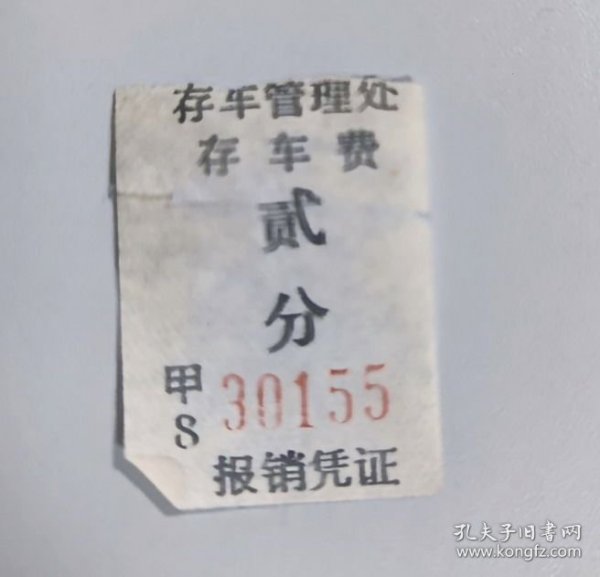 存车管理处
存车费
贰
分
甲
S 30155
报销凭证
孔夫子旧書网
www.kongfz.com